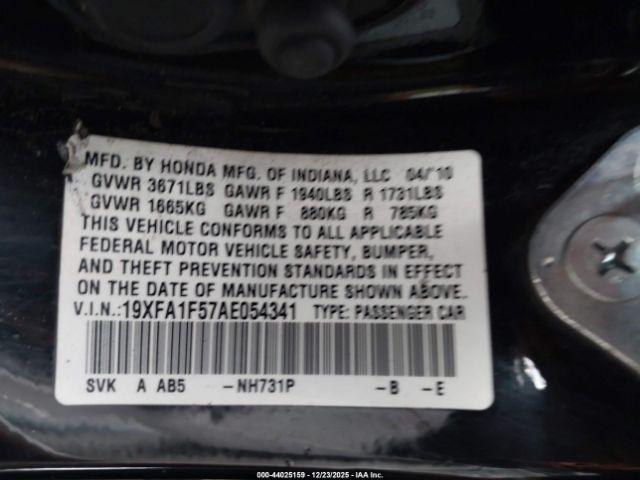 MFD. BY HONDA MFG. OF INDIANA, LLC 04/10
GVWR 3671LBS GAWR F 1940LBS R 1731LBS
GVWR 1665KG GAWR F 880KG R 785KG
THIS VEHICLE CONFORMS TO ALL APPLICABLE
FEDERAL MOTOR VEHICLE SAFETY, BUMPER,
AND THEFT PREVENTION STANDARDS IN EFFECT
ON THE DATE OF MANUFACTURE SHOWN ABOVE.
V.I.N.:19XFA1F57AE054341 TYPE: PASSENGER CAR
SVK A AB5 -NH731P -B -E
000-44025159 - 12/23/2025 - IAA Inc.